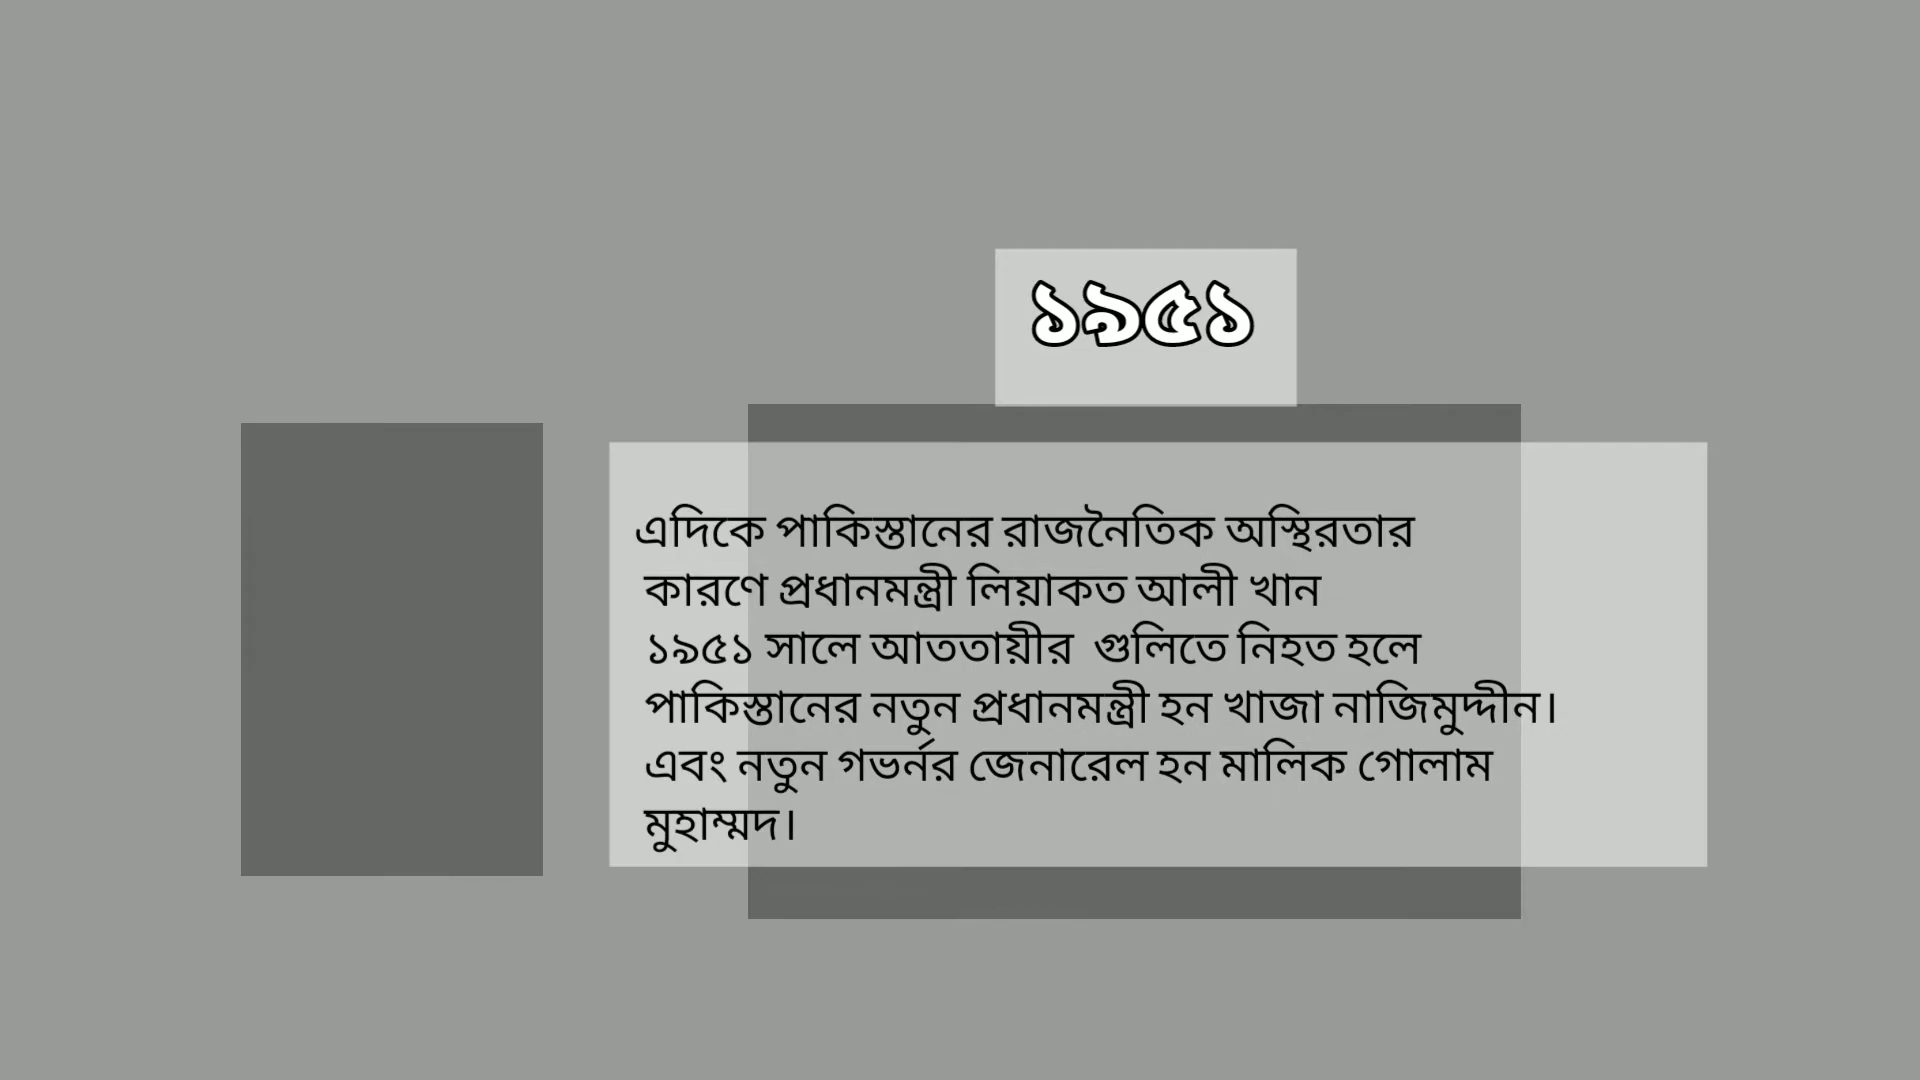 ১৯৫১
এদিকে পাকিস্তানের রাজনৈতিক অস্থিরতার
কারণে প্রধানমন্ত্রী লিয়াকত আলী খান
১৯৫১ সালে আততায়ীর গুলিতে নিহত হলে
পাকিস্তানের নতুন প্রধানমন্ত্রী হন খাজা নাজিমুদ্দীন।
এবং নতুন গভর্নর জেনারেল হন মালিক গোলাম
মুহাম্মদ।